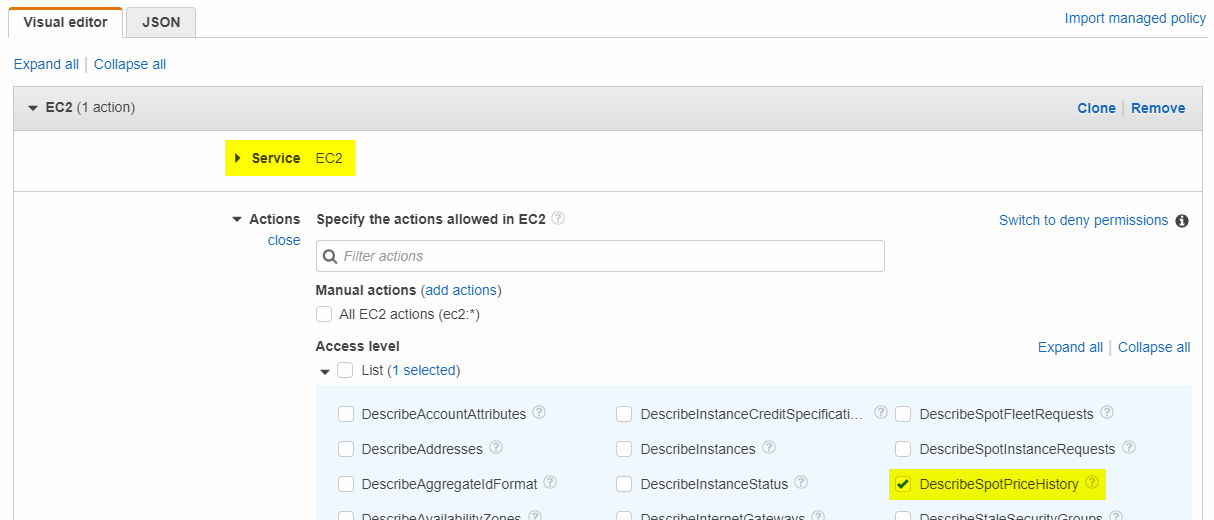 Visual editor JSON Import managed policy
Expand all | Collapse all
EC2 (1 action) Clone | Remove
Service EC2
Actions Specify the actions allowed in EC2 ? Switch to deny permissions i
close
Filter actions
Manual actions (add actions)
All EC2 actions (ec2:*)
Access level Expand all | Collapse all
List (1 selected)
DescribeAccountAttributes ? DescribeInstanceCreditSpecificati… ? DescribeSpotFleetRequests ?
DescribeAddresses ? DescribeInstances ? DescribeSpotInstanceRequests ?
DescribeAggregateIdFormat ? DescribeInstanceStatus ? DescribeSpotPriceHistory ?
DescribeAvailabilityZones ? DescribeInternetGateways ? DescribeStaleSecurityGroups ?